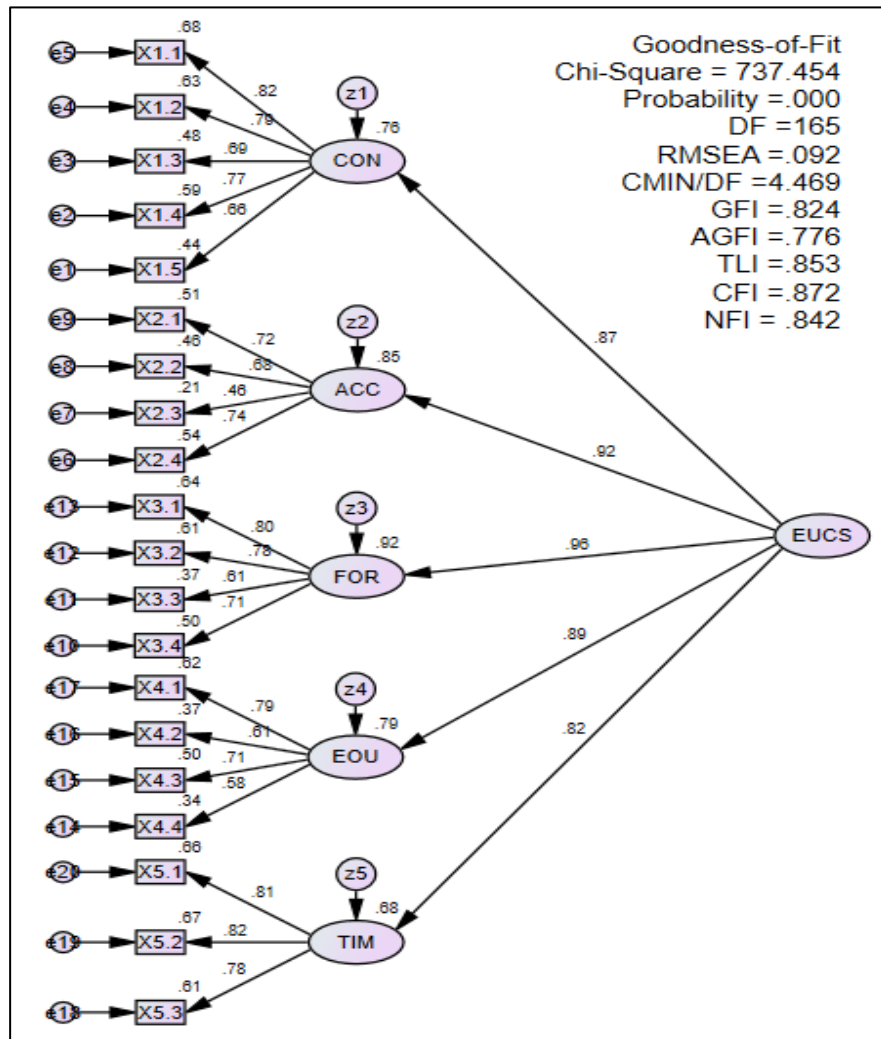 Goodness-of-Fit
Chi-Square = 737.454
Probability =.000
DF =165
RMSEA =.092
CMIN/DF =4.469
GFI =.824
AGFI =.776
TLI =.853
CFI =.872
NFI = .842
.68
e5 X1.1
.82
.63
e4 X1.2
.79
z1
.76
.48
e3 X1.3
.69
CON
.59
e2 X1.4
.77
.66
.44
e1 X1.5
.87
.51
e9 X2.1
.72
z2
.85
.46
e8 X2.2
.68
.21
e7 X2.3
.46
ACC
.74
.54
e6 X2.4
.92
.64
e13 X3.1
.80
z3
.92
.61
e12 X3.2
.78
.37
e11 X3.3
.61
FOR
.96
EUCS
.71
.50
e10 X3.4
.89
.62
e17 X4.1
.79
z4
.79
.37
e16 X4.2
.61
.50
e15 X4.3
.71
EOU
.82
.58
.34
e14 X4.4
.66
e20 X5.1
.81
z5
.68
.67
e19 X5.2
.82
TIM
.78
.61
e18 X5.3